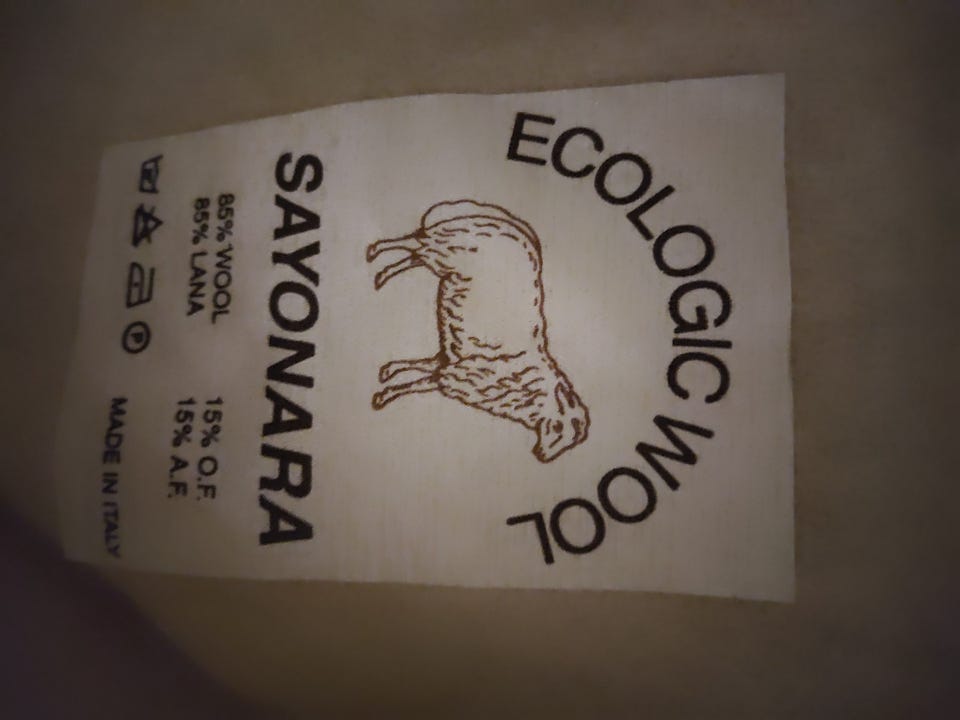 ECOLOGIC WOOL
SAYONARA
85% WOOL 15% O.F.
85% LANA 15% A.F.
P MADE IN ITALY